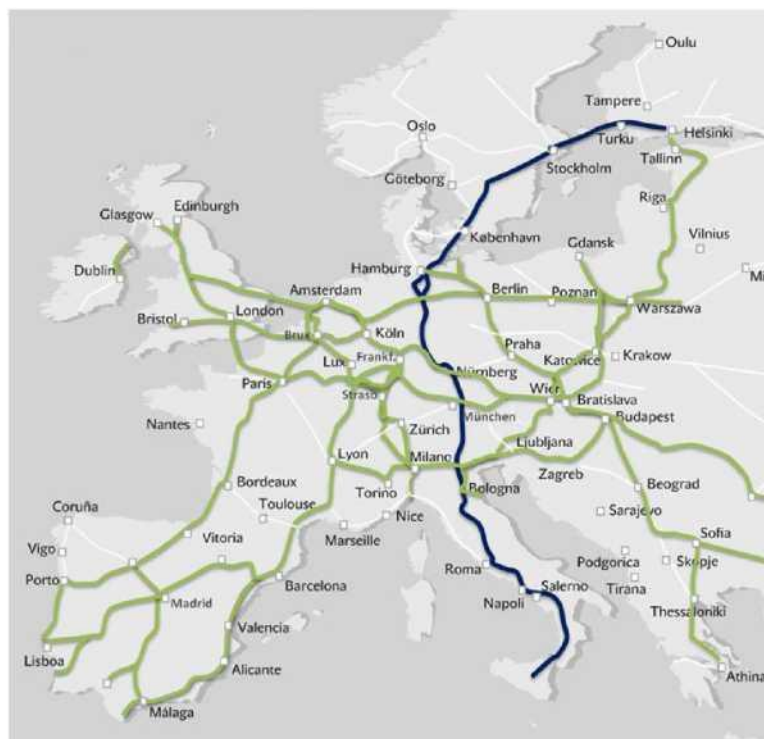 Oulu
Tampere
Oslo
Turku
Helsinki
Tallinn
Stockholm
Göteborg
Riga
Glasgow
Edinburgh
København
Gdansk
Vilnius
Dublin
Hamburg
Mi
Amsterdam
Berlin
Poznan
Warszawa
London
Bristol
Brux
Köln
Praha
Katowice
Krakow
Lux
Frankf.
Nürnberg
Paris
Strasb
Wier
Bratislava
München
Budapest
Nantes
Zürich
Ljubljana
Lyon
Milano
Zagreb
Bordeaux
Torino
Bologna
Beograd
Toulouse
Coruña
Nice
Sarajevo
Marseille
Sofia
Vitoria
Vigo
Podgorica
Skopje
Roma
Porto
Barcelona
Salerno
Tirana
Madrid
Napoli
Thessaloniki
Valencia
Lisboa
Alicante
Athina
Málaga